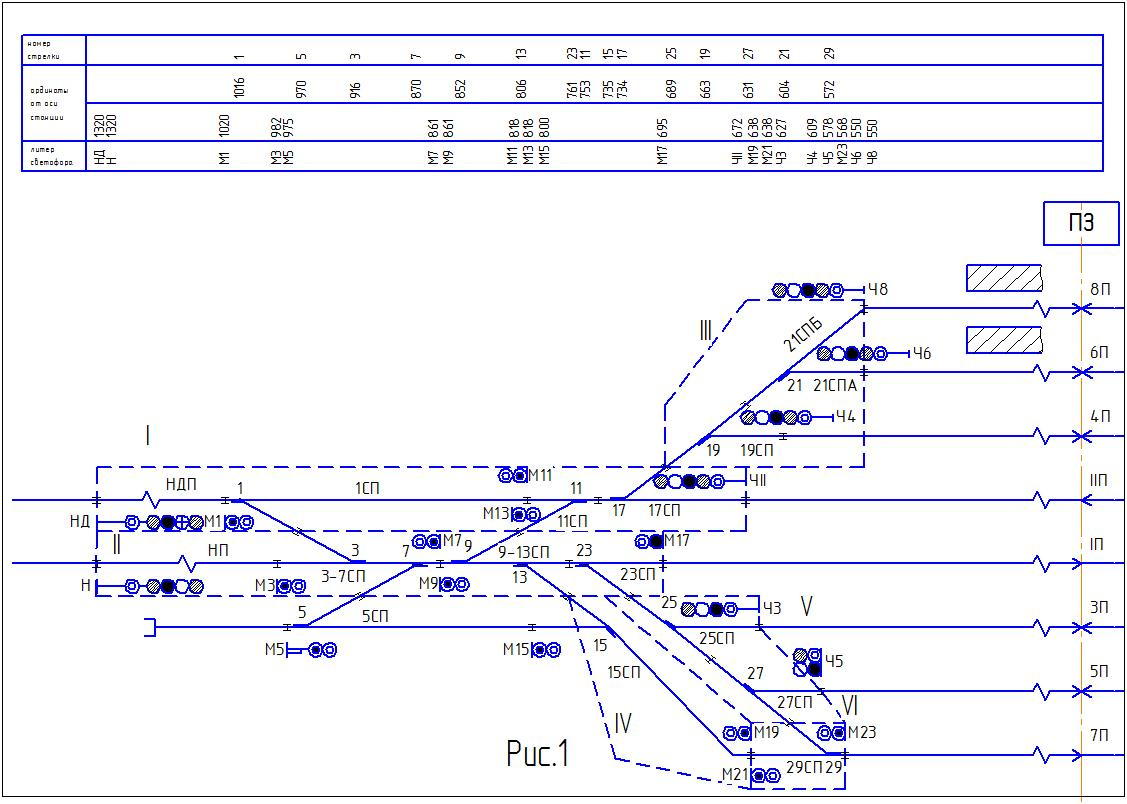 номер стрелки 1 5 3 7 9 13 23 11 15 17 25 19 27 21 29
ординаты от оси станции 1016 970 916 870 852 806 761 753 735 734 689 663 631 604 572
1320 1320 1020 982 975 861 861 818 818 800 695 672 638 638 627 609 578 568 550 550
литер светофора НД Н М1 М3 М5 М7 М9 М11 М13 М15 М17 ЧII М19 М21 Ч3 Ч4 Ч5 М23 Ч6 Ч8
ПЗ
Ч8 8П
III 21СПБ
Ч6 6П
21 21СПА
Ч4 4П
I 19 19СП
М11
НДП 1 1СП 11 ЧII IIП
17 17СП
НД М1 М13 11СП
II НП 3 7 М7 9 9-13СП 23 М17 IП
3-7СП 13 23СП
Н М3 М9
5 5СП 25 Ч3 V 3П
25СП
М5 М15 15 Ч5
15СП 27 5П
27СП VI
IV М19 М23 7П
Рис.1 М21 29СП 29